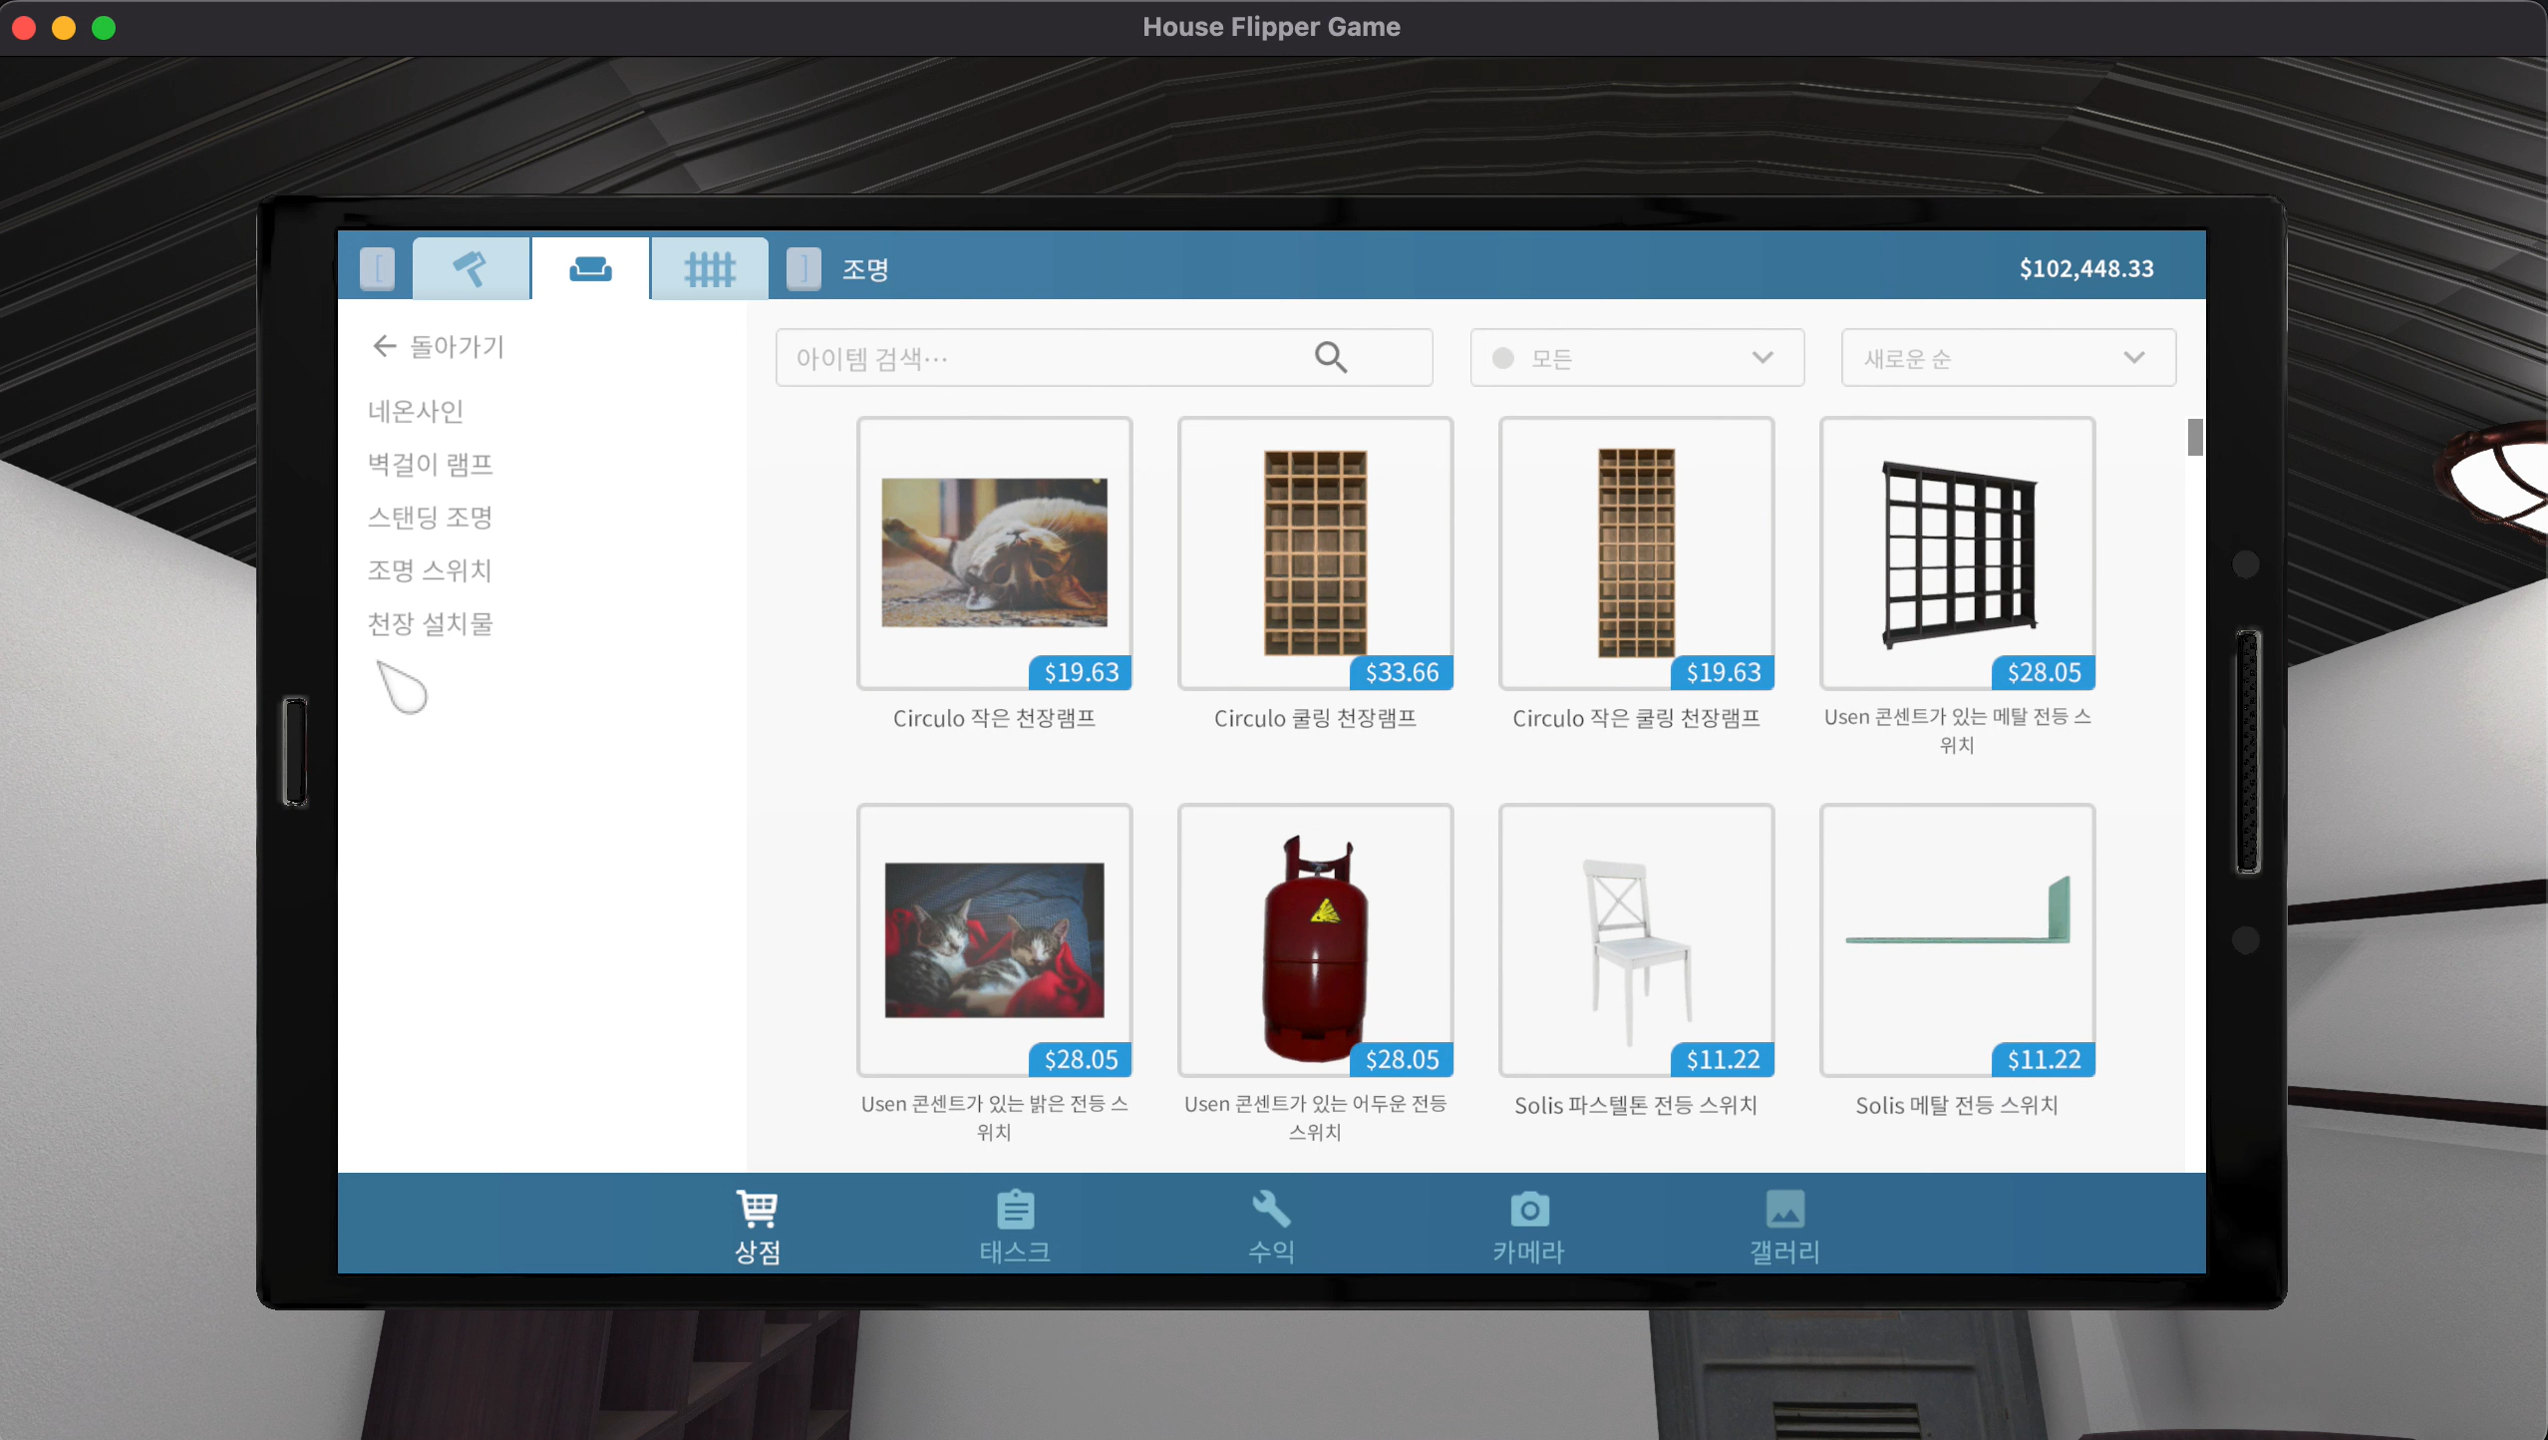 House Flipper Game
[
]
조명
$102,448.33
돌아가기
네온사인
벽걸이 램프
스탠딩 조명
조명 스위치
천장 설치물
아이템 검색…
모든
새로운 순
$19.63
$33.66
$19.63
$28.05
Circulo 작은 천장램프
Circulo 쿨링 천장램프
Circulo 작은 쿨링 천장램프
Usen 콘센트가 있는 메탈 전등 스
위치
$28.05
$28.05
$11.22
$11.22
Usen 콘센트가 있는 밝은 전등 스
위치
Usen 콘센트가 있는 어두운 전등
스위치
Solis 파스텔톤 전등 스위치
Solis 메탈 전등 스위치
상점
태스크
수익
카메라
갤러리